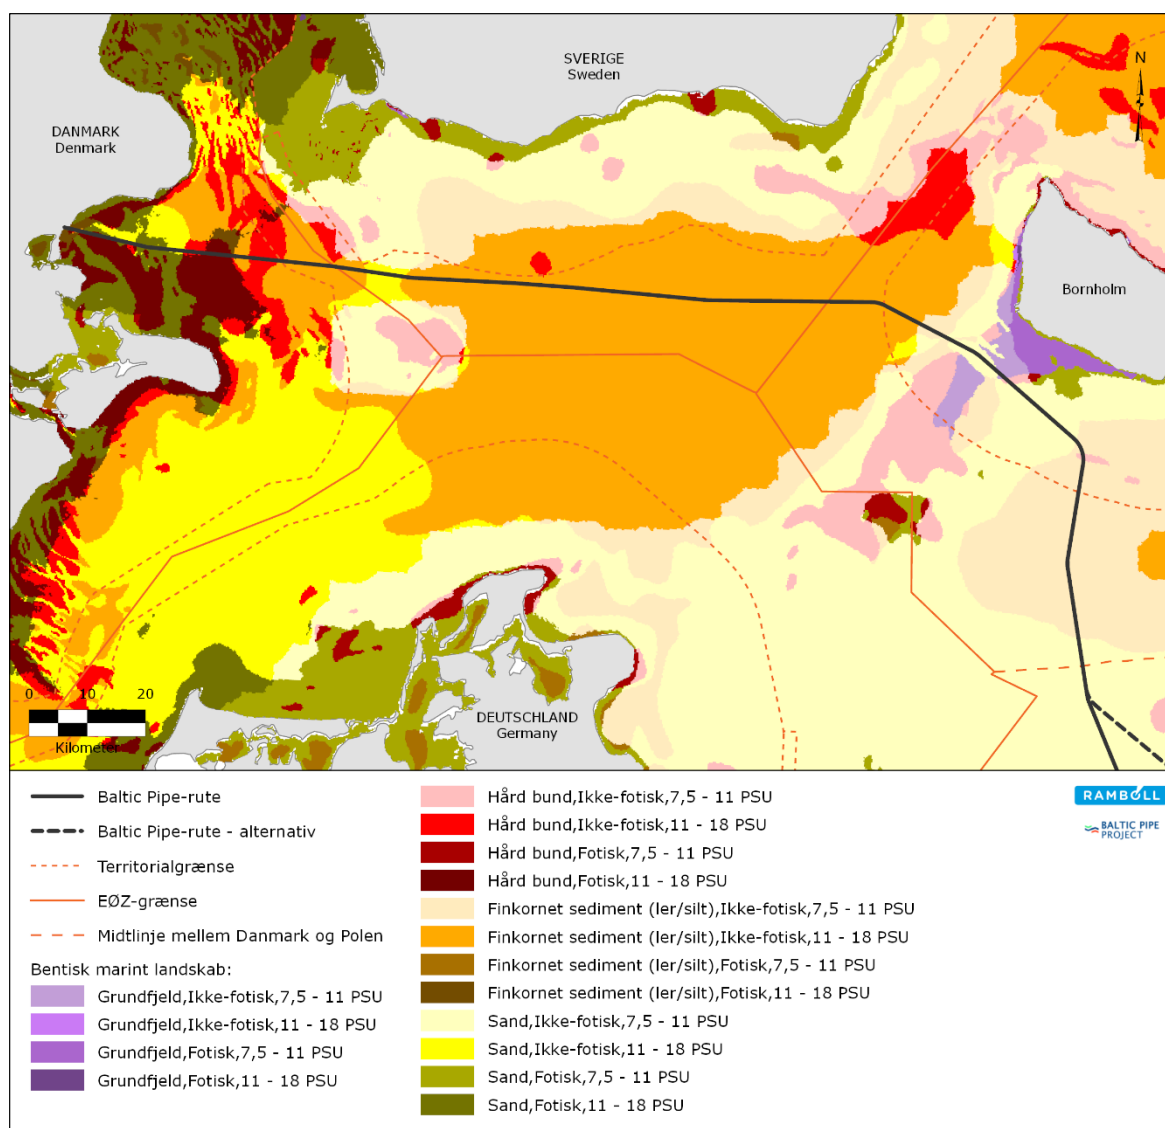 SVERIGE
Sweden
N
DANMARK
Denmark
Bornholm
DEUTSCHLAND
Germany
0 10 20
Kilometer
Baltic Pipe-rute
Baltic Pipe-rute - alternativ
Territorialgrænse
EØZ-grænse
Midtlinje mellem Danmark og Polen
Bentisk marint landskab:
Grundfjeld,Ikke-fotisk,7,5 - 11 PSU
Grundfjeld,Ikke-fotisk,11 - 18 PSU
Grundfjeld,Fotisk,7,5 - 11 PSU
Grundfjeld,Fotisk,11 - 18 PSU
Hård bund,Ikke-fotisk,7,5 - 11 PSU
Hård bund,Ikke-fotisk,11 - 18 PSU
Hård bund,Fotisk,7,5 - 11 PSU
Hård bund,Fotisk,11 - 18 PSU
Finkornet sediment (ler/silt),Ikke-fotisk,7,5 - 11 PSU
Finkornet sediment (ler/silt),Ikke-fotisk,11 - 18 PSU
Finkornet sediment (ler/silt),Fotisk,7,5 - 11 PSU
Finkornet sediment (ler/silt),Fotisk,11 - 18 PSU
Sand,Ikke-fotisk,7,5 - 11 PSU
Sand,Ikke-fotisk,11 - 18 PSU
Sand,Fotisk,7,5 - 11 PSU
Sand,Fotisk,11 - 18 PSU
RAMBOLL
BALTIC PIPE
PROJECT